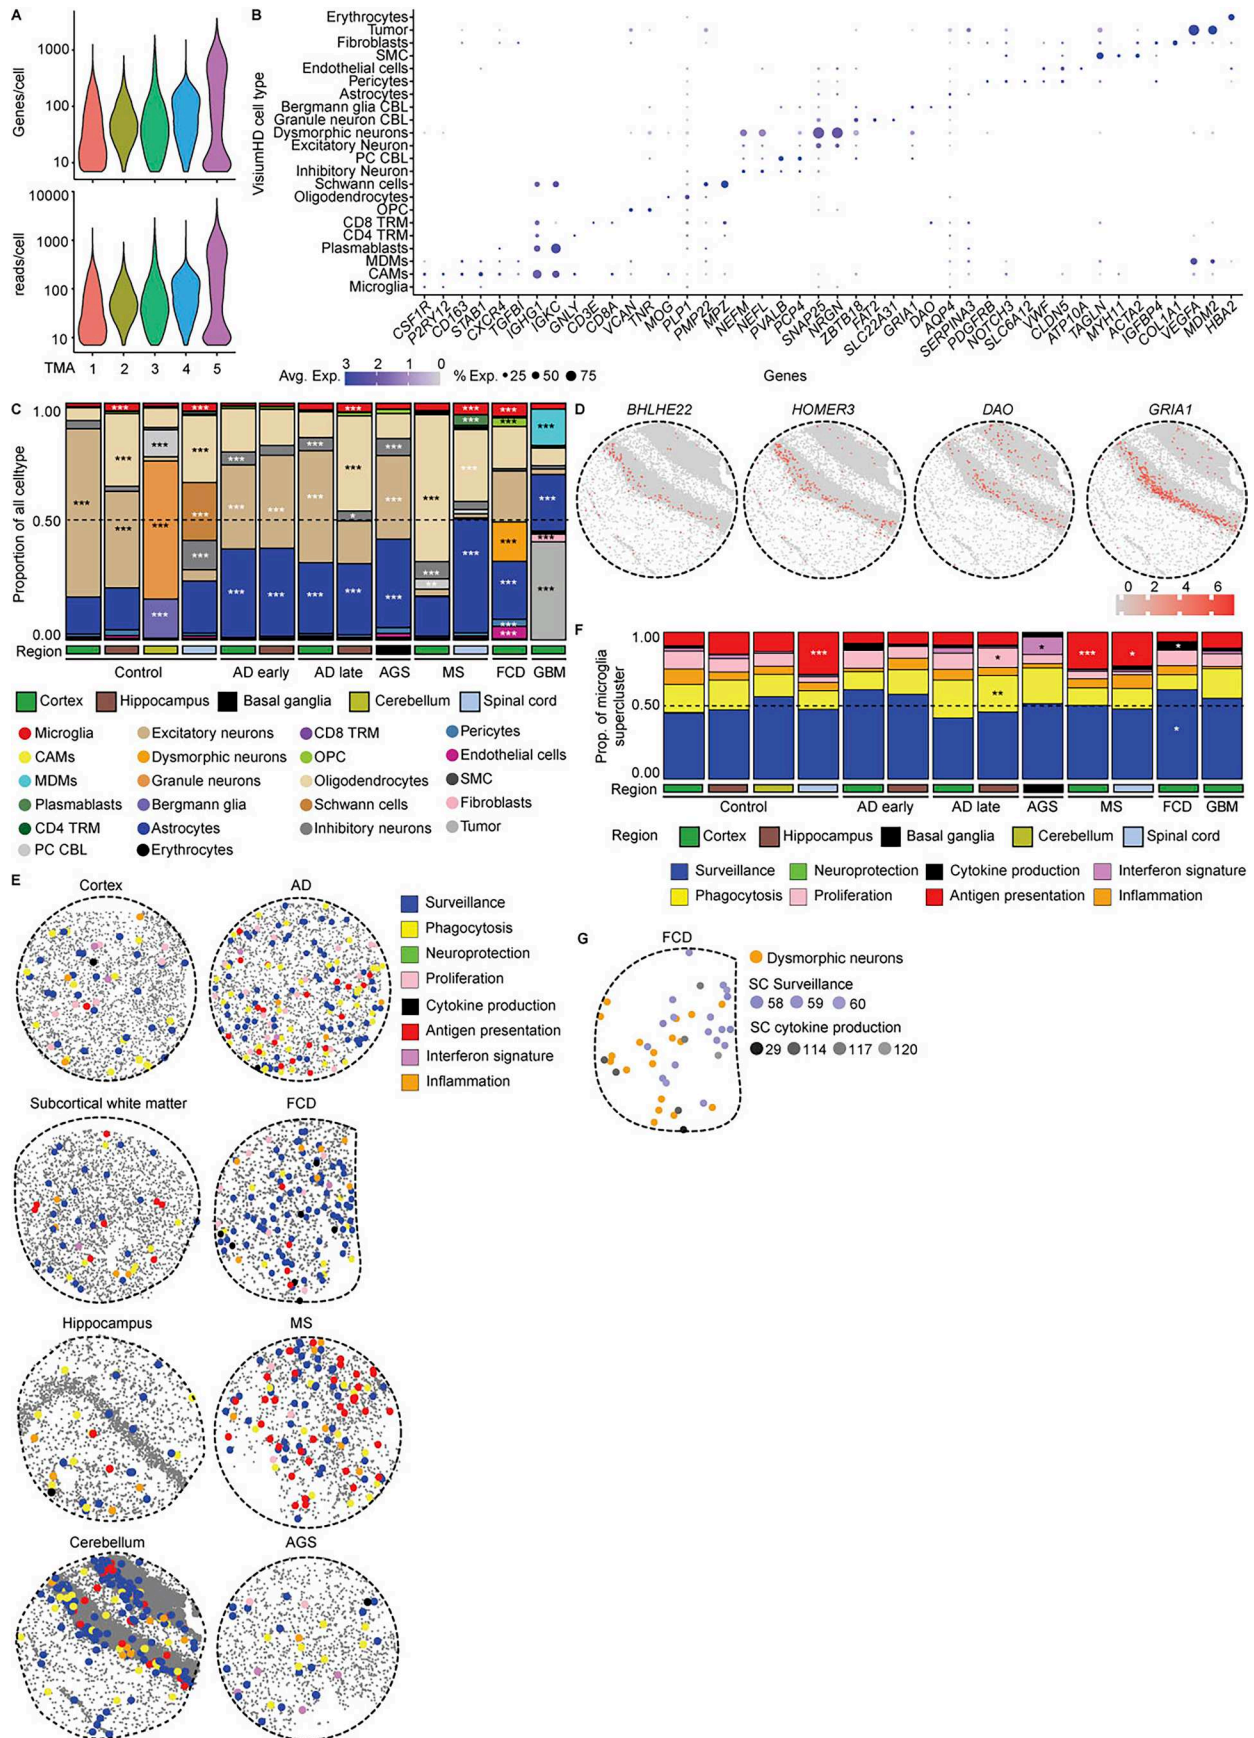 A
Genes/cell
1000
100
10
reads/cell
10000
1000
100
10
TMA 1 2 3 4 5
B
VisiumHD cell type
Erythrocytes
Tumor
Fibroblasts
SMC
Endothelial cells
Pericytes
Astrocytes
Bergmann glia CBL
Granule neuron CBL
Dysmorphic neurons
Excitatory Neuron
PC CBL
Inhibitory Neuron
Schwann cells
Oligodendrocytes
OPC
CD8 TRM
CD4 TRM
Plasmablasts
MDMs
CAMs
Microglia
CSF1R P2RY12 CD163 STAB1 CXCR4 TGFBI IGHG1 IGKC GNLY CD3E CD8A VCAN TNR MOG PLP1 PMP22 MPZ NEFM NEFL PVALB PCP4 SNAP25 NRGN ZBTB18 FAT2 SLC22A31 GRIA1 DAO AQP4 SERPINA3 PDGFRB NOTCH3 SLC6A12 VWF CLDN5 ATP10A TAGLN MYH11 ACTA2 IGFBP4 COL1A1 VEGFA MDM2 HBA2
Avg. Exp. 3 2 1 0 % Exp. 25 50 75 Genes
C
Proportion of all celltype
1.00
0.50
0.00
*** *** *** *** *** *** *** *** *** ***
*** *** *** *** *** *** *** *** *** ***
*** *** *** *** *** *** *** * *** ***
*** *** *** *** ** *** *** *** *** ***
*** *** *** *** *** *** ***
Region
Control AD early AD late AGS MS FCD GBM
Cortex Hippocampus Basal ganglia Cerebellum Spinal cord
Microglia Excitatory neurons CD8 TRM Pericytes
CAMs Dysmorphic neurons OPC Endothelial cells
MDMs Granule neurons Oligodendrocytes SMC
Plasmablasts Bergmann glia Schwann cells Fibroblasts
CD4 TRM Astrocytes Inhibitory neurons Tumor
PC CBL Erythrocytes
D
BHLHE22 HOMER3 DAO GRIA1
0 2 4 6
F
Prop. of microglia
supercluster
1.00
0.50
0.00
*** * * * * ** *
Region
Control AD early AD late AGS MS FCD GBM
Region Cortex Hippocampus Basal ganglia Cerebellum Spinal cord
Surveillance Neuroprotection Cytokine production Interferon signature
Phagocytosis Proliferation Antigen presentation Inflammation
E
Cortex AD
Surveillance
Phagocytosis
Neuroprotection
Proliferation
Cytokine production
Antigen presentation
Interferon signature
Inflammation
Subcortical white matter FCD
Hippocampus MS
Cerebellum AGS
G
FCD
Dysmorphic neurons
SC Surveillance
58 59 60
SC cytokine production
29 114 117 120